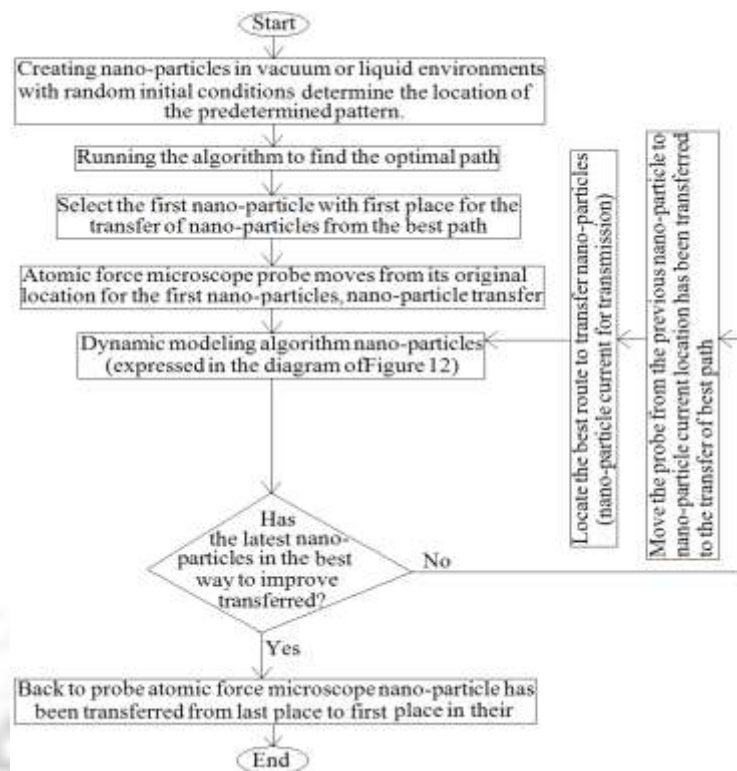 Start
Creating nano-particles in vacuum or liquid environments
with random initial conditions determine the location of
the predetermined pattern.
Running the algorithm to find the optimal path
Select the first nano-particle with first place for the
transfer of nano-particles from the best path
Atomic force microscope probe moves from its original
location for the first nano-particles, nano-particle transfer
Dynamic modeling algorithm nano-particles
(expressed in the diagram ofFigure 12)
Locate the best route to transfer nano-particles
(nano-particle current for transmission)
Move the probe from the previous nano-particle to
nano-particle current location has been transferred
to the transfer of best path
Has
the latest nano-
particles in the best
way to improve
transferred?
No
Yes
Back to probe atomic force microscope nano-particle has
been transferred from last place to first place in their
End